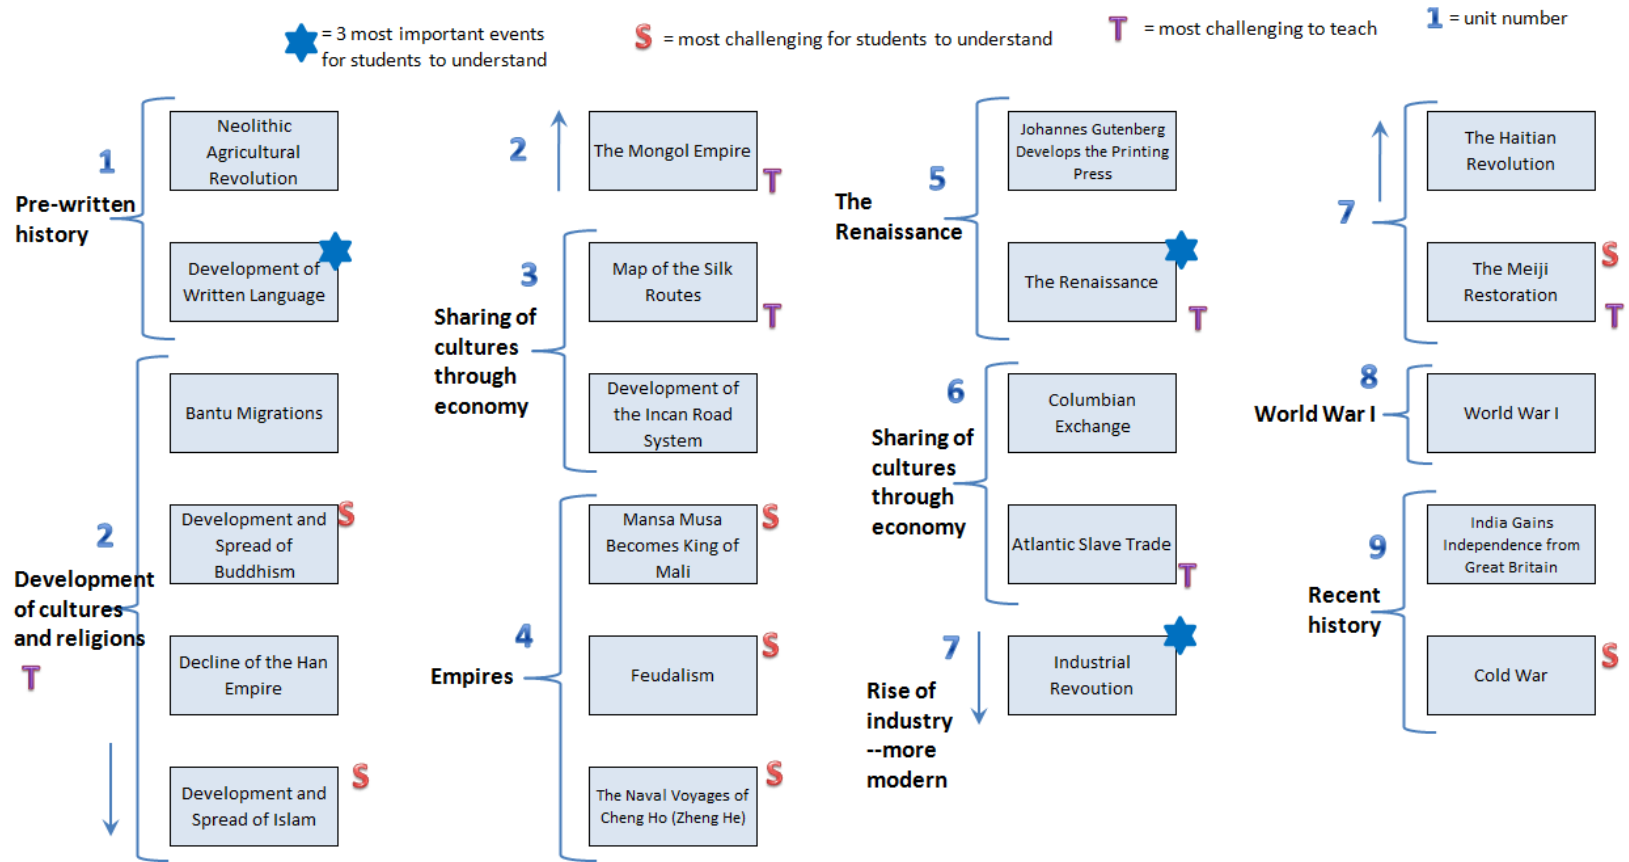 = 3 most important events
for students to understand
S = most challenging for students to understand
T = most challenging to teach
1 = unit number
1
Pre-written
history
Neolithic
Agricultural
Revolution
Development of
Written Language
2
Development
of cultures
and religions
T
Bantu Migrations
Development and
Spread of
Buddhism
S
Decline of the Han
Empire
Development and
Spread of Islam
S
2
The Mongol Empire
T
3
Sharing of
cultures
through
economy
Map of the Silk
Routes
T
Development of
the Incan Road
System
4
Empires
Mansa Musa
Becomes King of
Mali
S
Feudalism
S
The Naval Voyages of
Cheng Ho (Zheng He)
S
5
The
Renaissance
Johannes Gutenberg
Develops the Printing
Press
The Renaissance
T
6
Sharing of
cultures
through
economy
Columbian
Exchange
Atlantic Slave Trade
T
7
Rise of
industry
--more
modern
Industrial
Revoution
7
The Haitian
Revolution
The Meiji
Restoration
S
T
8
World War I
World War I
9
Recent
history
India Gains
Independence from
Great Britain
Cold War
S